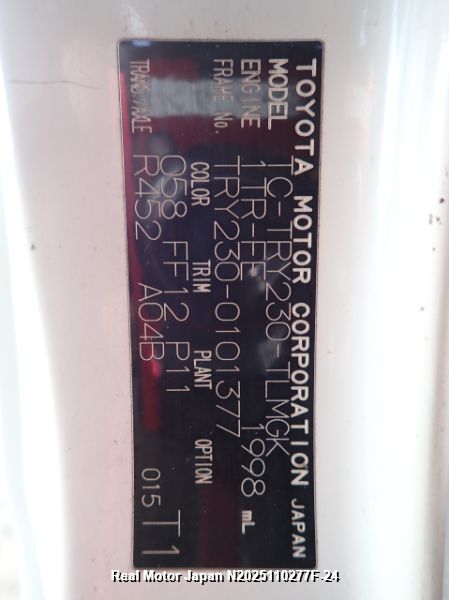 TOYOTA MOTOR CORPORATION JAPAN
MODEL TC-TRY230-TLMGK
ENGINE 1TR-FE 1998 mL
FRAME No. TRY230-0101377
COLOR TRIM PLANT OPTION
058 FF12 P11
TRANS/AXLE R452 A04B
015 T1
Real Motor Japan N2025110277F-24